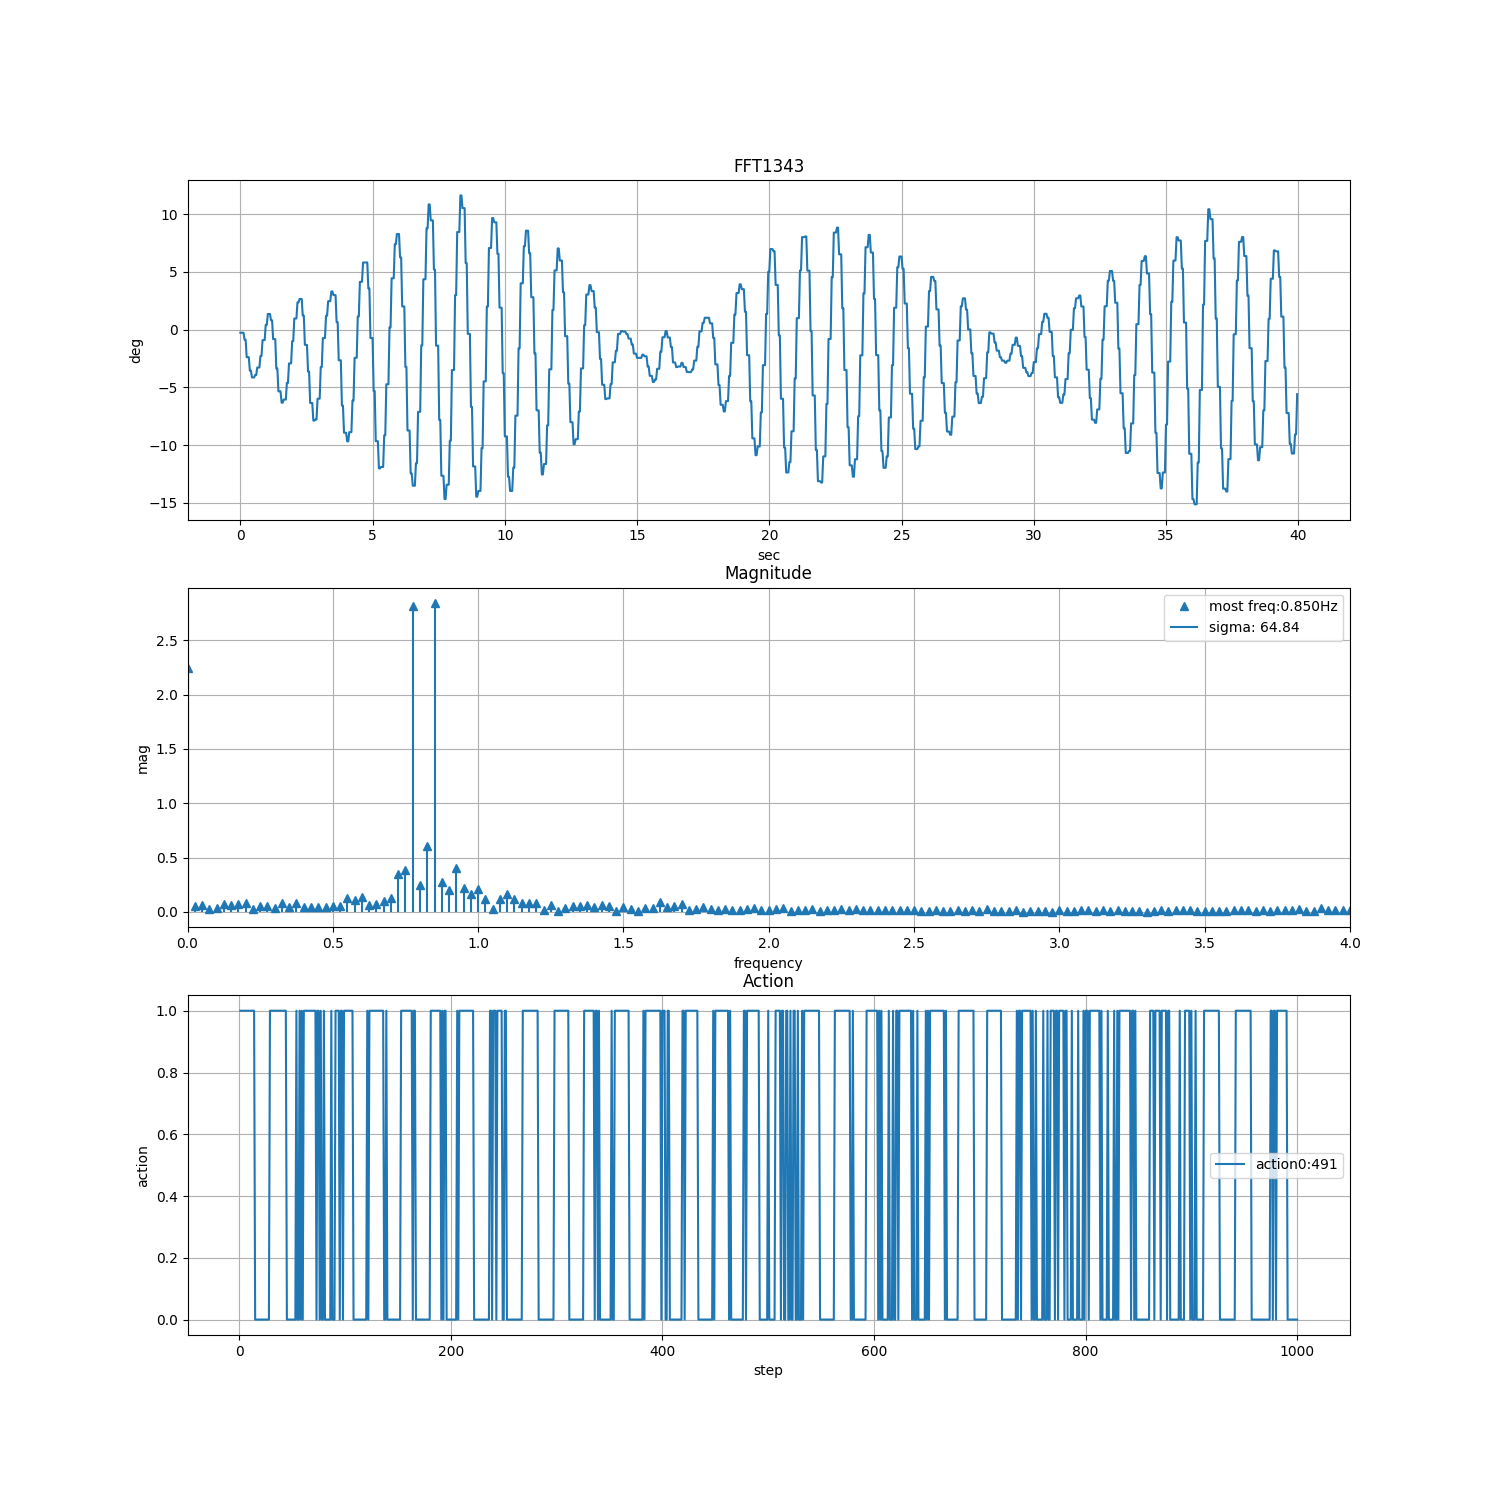 FFT1343
10
5
0
−5
−10
−15
deg
0 5 10 15 20 25 30 35 40
sec
Magnitude
most freq:0.850Hz
sigma: 64.84
2.5
2.0
1.5
1.0
0.5
0.0
mag
0.0 0.5 1.0 1.5 2.0 2.5 3.0 3.5 4.0
frequency
Action
1.0
0.8
0.6
0.4
0.2
0.0
action
action0:491
0 200 400 600 800 1000
step